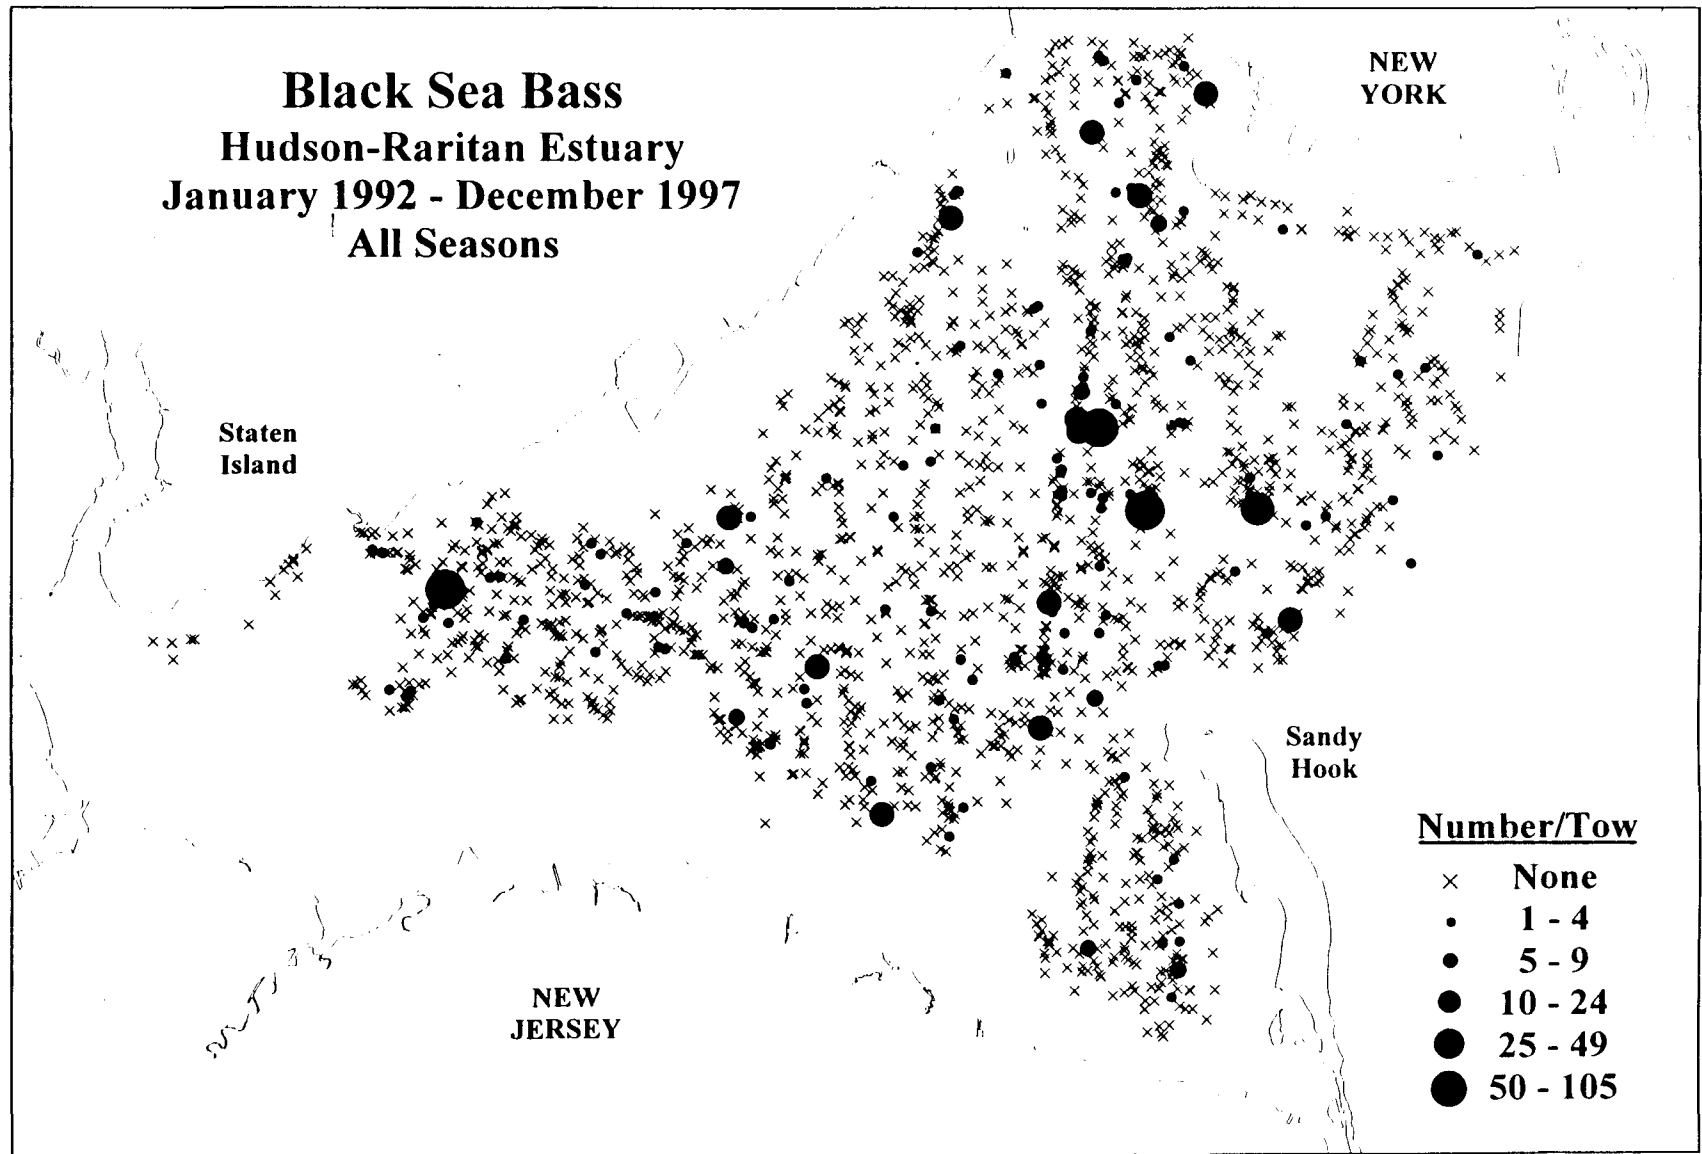 Black Sea Bass
Hudson-Raritan Estuary
January 1992 - December 1997
All Seasons
NEW
YORK
Staten
Island
Sandy
Hook
NEW
JERSEY
Number/Tow
None
1 - 4
5 - 9
10 - 24
25 - 49
50 - 105